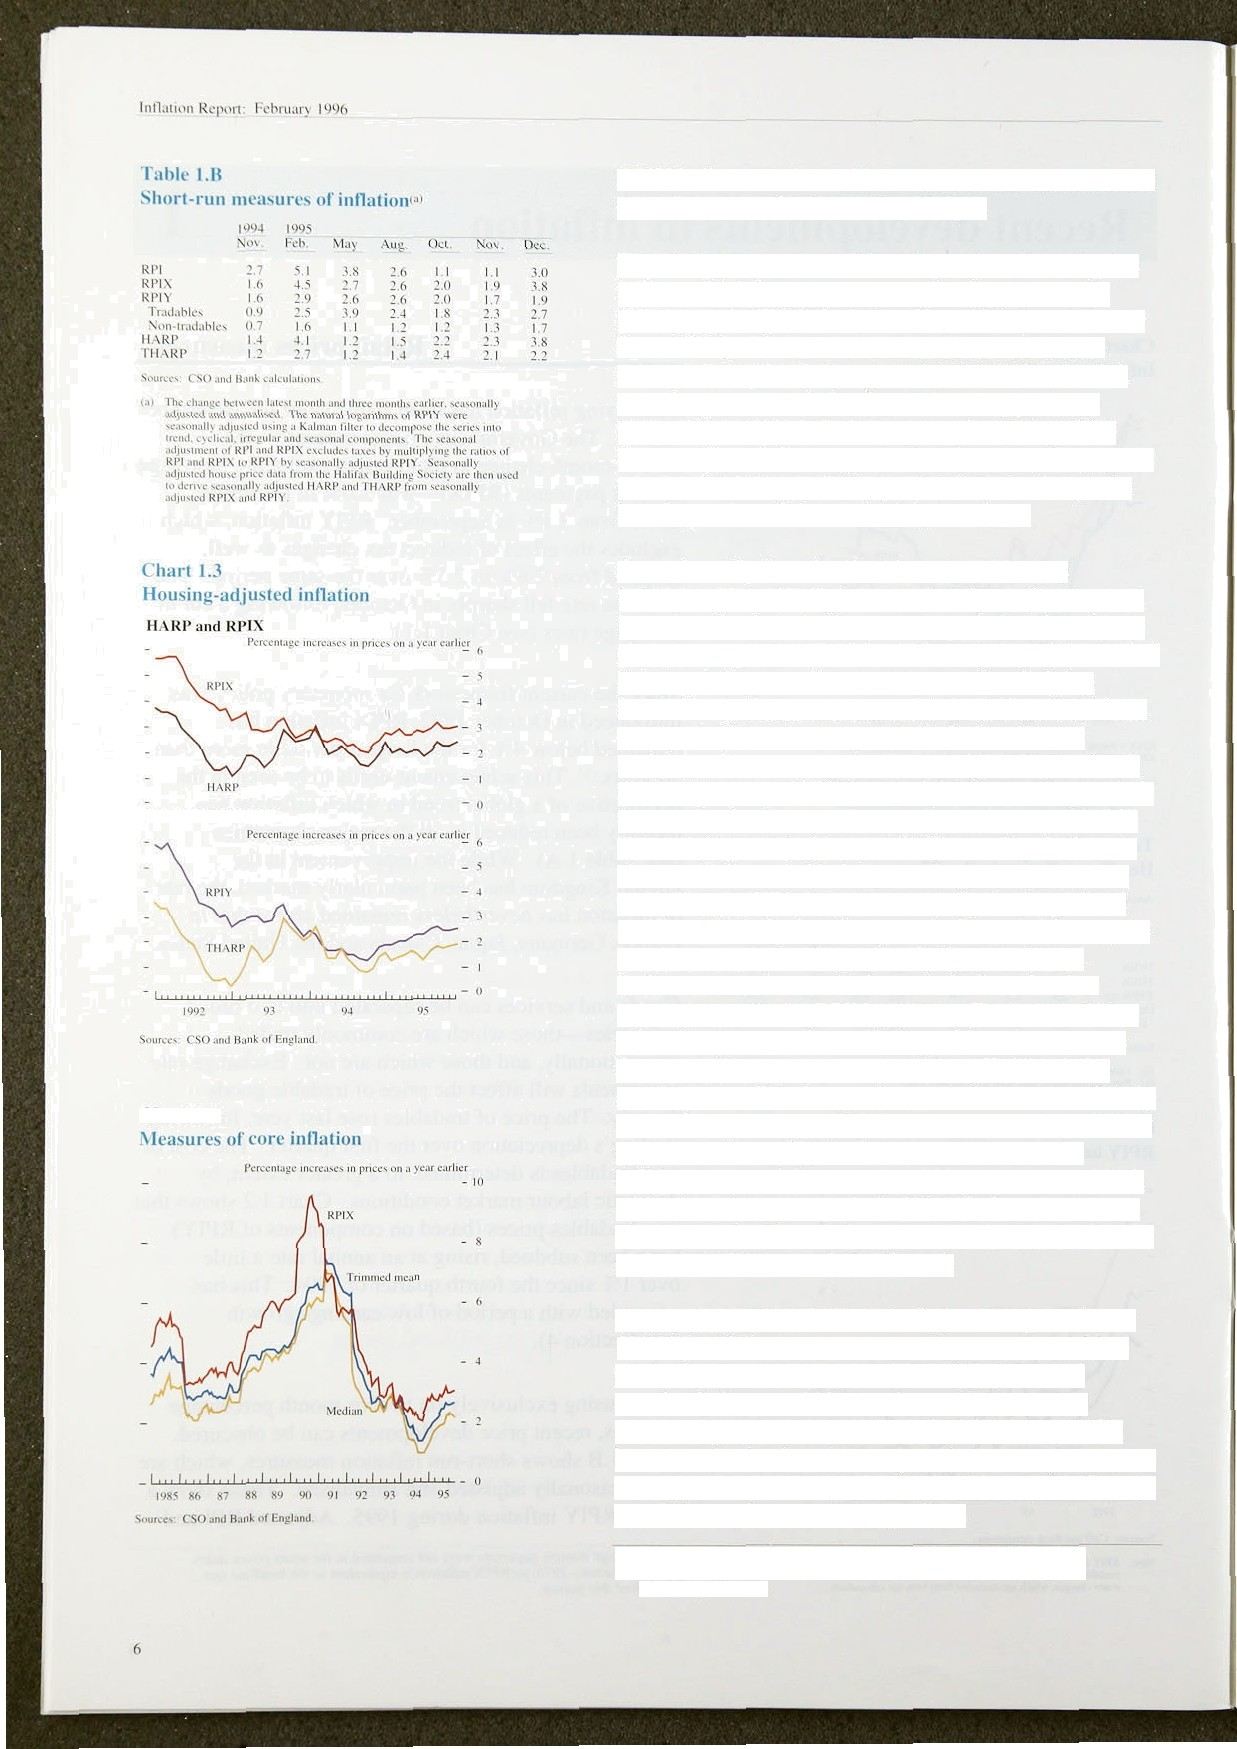 Inflation Report: February 1996
Table 1.B
Short-run measures of inflation(a)
1994 1995
Nov. Feb. May Aug. Oct. Nov. Dec.
RPI 2.7 5.1 3.8 2.6 1.1 1.1 3.0
RPIX 1.6 4.5 2.7 2.6 2.0 1.9 3.8
RPIY 1.6 2.9 2.6 2.6 2.0 1.7 1.9
Tradables 0.9 2.5 3.9 2.4 1.8 2.3 2.7
Non-tradables 0.7 1.6 1.1 1.2 1.2 1.3 1.7
HARP 1.4 4.1 1.2 1.5 2.2 2.3 3.8
THARP 1.2 2.7 1.2 1.4 2.4 2.1 2.2
Sources: CSO and Bank calculations.
(a) The change between latest month and three months earlier, seasonally
adjusted and annualised. The natural logarithms of RPIY were
seasonally adjusted using a Kalman filter to decompose the series into
trend, cyclical, irregular and seasonal components. The seasonal
adjustment of RPI and RPIX excludes taxes by multiplying the ratios of
RPI and RPIX to RPIY by seasonally adjusted RPIY. Seasonally
adjusted house price data from the Halifax Building Society are then used
to derive seasonally adjusted HARP and THARP from seasonally
adjusted RPIX and RPIY.
Chart 1.3
Housing-adjusted inflation
HARP and RPIX
Percentage increases in prices on a year earlier
6
5
RPIX
4
3
2
1
HARP
0
Percentage increases in prices on a year earlier
6
5
RPIY
4
3
THARP
2
1
0
1992 93 94 95
Sources: CSO and Bank of England.
Measures of core inflation
Percentage increases in prices on a year earlier
10
RPIX
8
Trimmed mean
6
4
Median
2
0
1985 86 87 88 89 90 91 92 93 94 95
Sources: CSO and Bank of England.
6